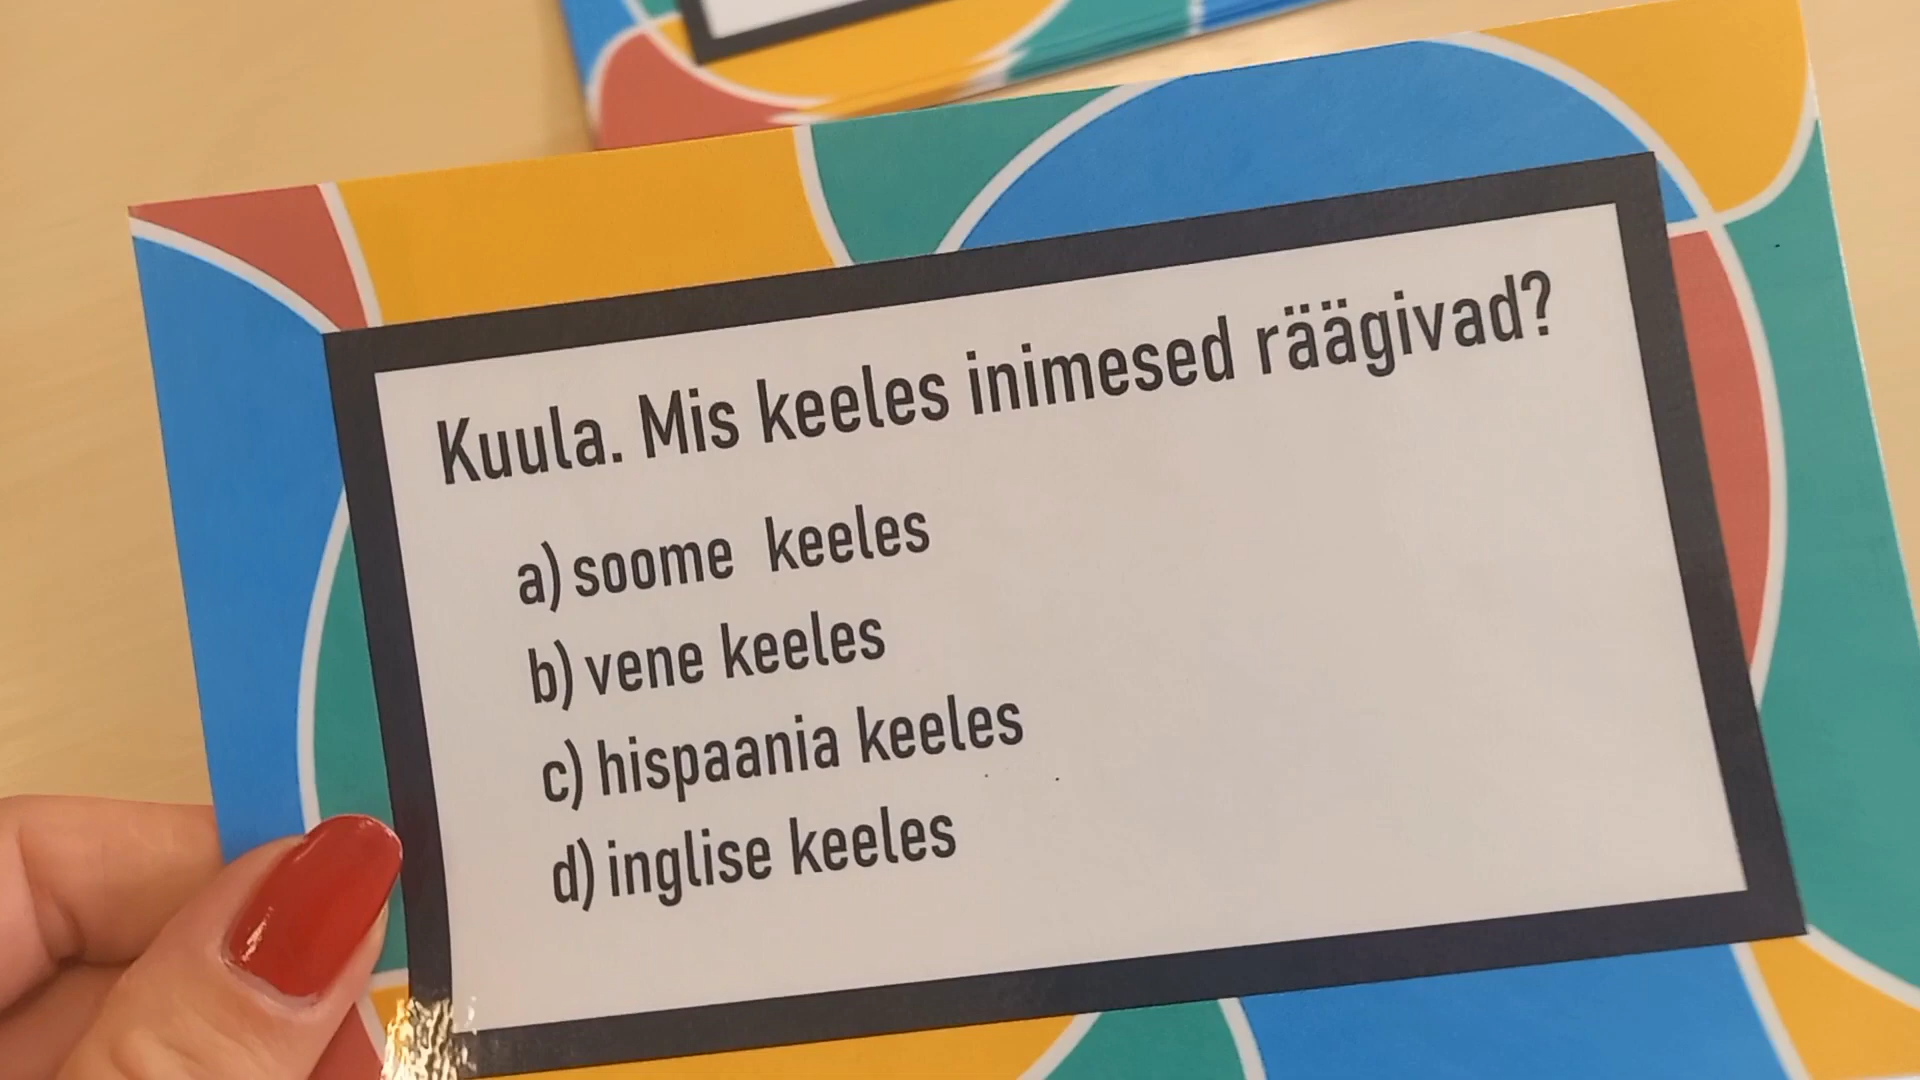 Kuula. Mis keeles inimesed räägivad?
a) soome keeles
b) vene keeles
c) hispaania keeles
d) inglise keeles